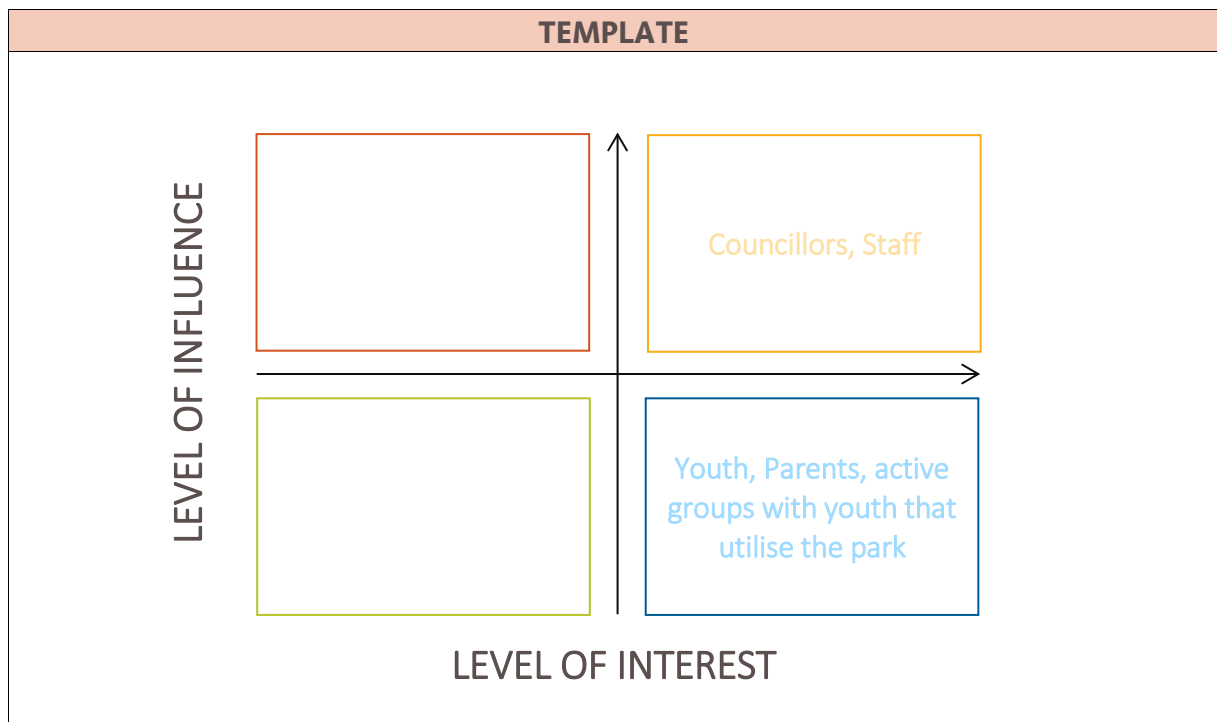 TEMPLATE
LEVEL OF INFLUENCE
Councillors, Staff
Youth, Parents, active
groups with youth that
utilise the park
LEVEL OF INTEREST